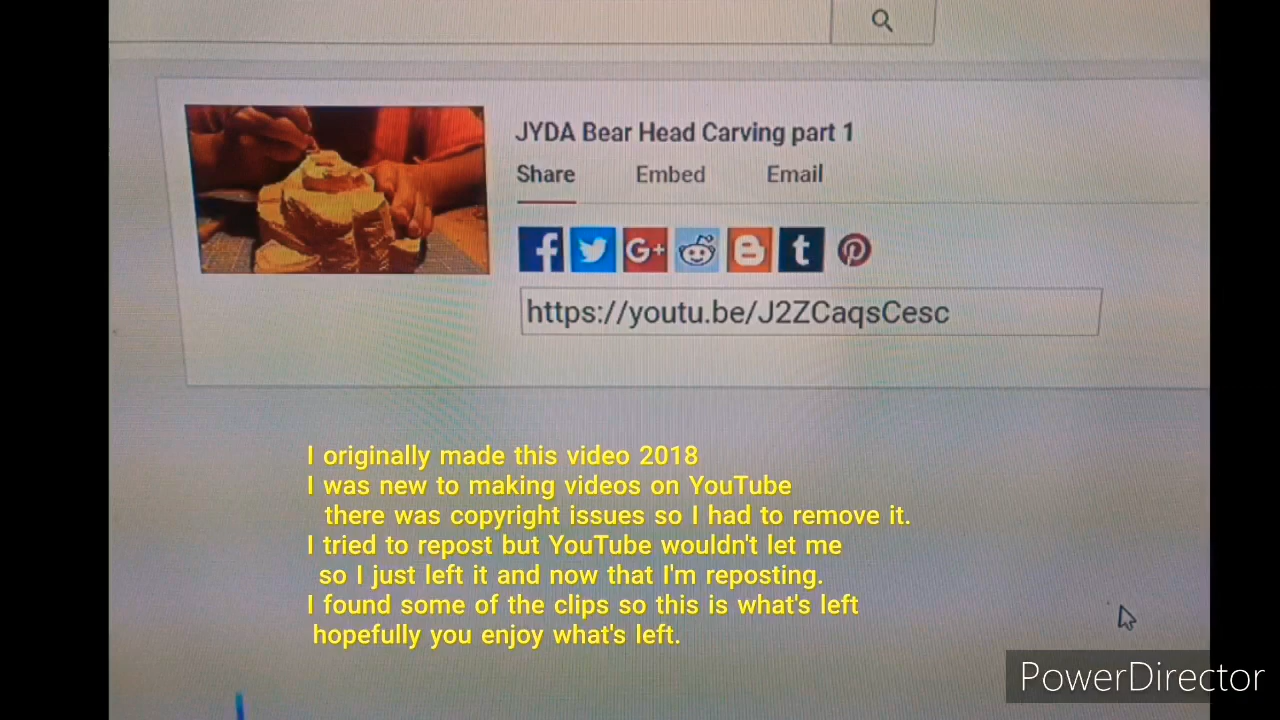 JYDA Bear Head Carving part 1
Share Embed Email
f G+ B t
https://youtu.be/J2ZCaqsCesc
I originally made this video 2018
I was new to making videos on YouTube
there was copyright issues so I had to remove it.
I tried to repost but YouTube wouldn't let me
so I just left it and now that I'm reposting.
I found some of the clips so this is what's left
hopefully you enjoy what's left.
PowerDirector